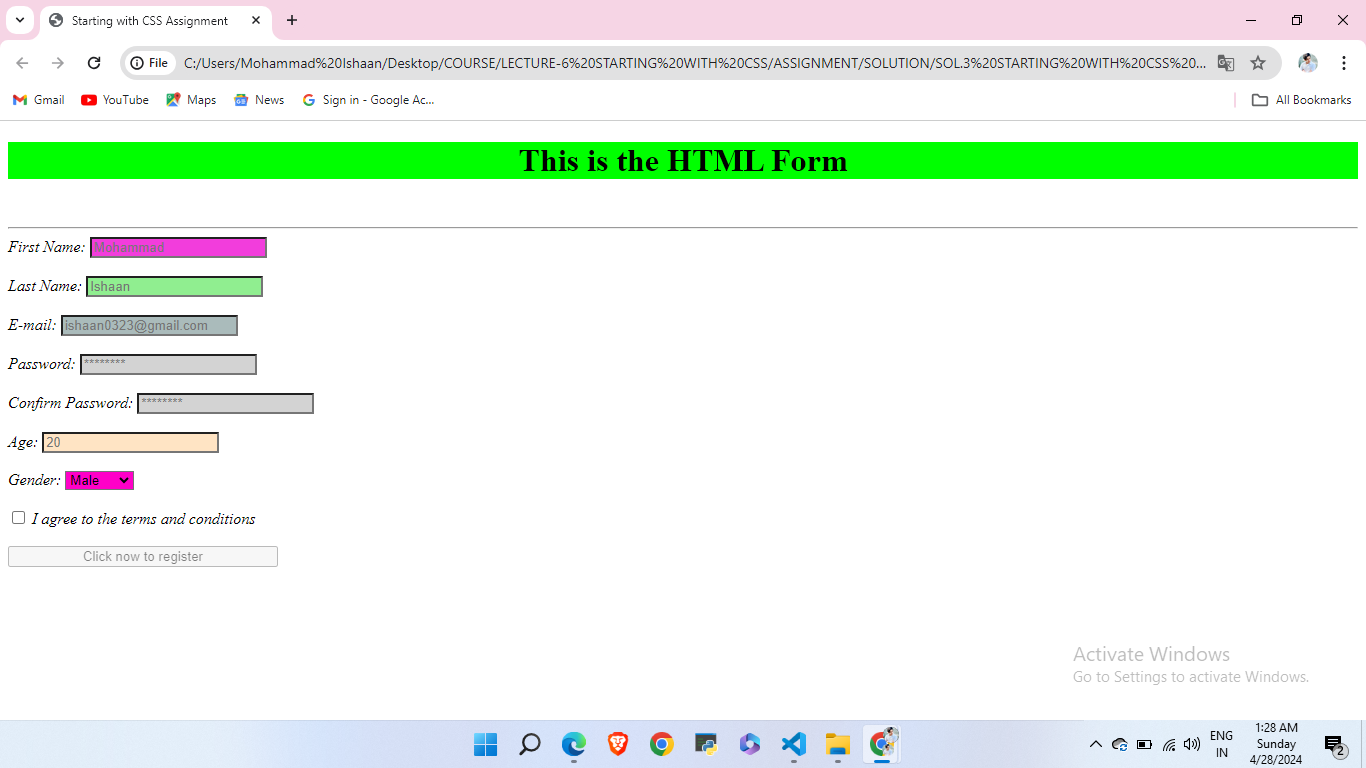 Starting with CSS Assignment
File
C:/Users/Mohammad%20Ishaan/Desktop/COURSE/LECTURE-6%20STARTING%20WITH%20CSS/ASSIGNMENT/SOLUTION/SOL.3%20STARTING%20WITH%20CSS%20...
Gmail YouTube Maps News Sign in - Google Ac... All Bookmarks
This is the HTML Form
First Name: Mohammad
Last Name: Ishaan
E-mail: ishaan0323@gmail.com
Password: ********
Confirm Password: ********
Age: 20
Gender: Male
I agree to the terms and conditions
Click now to register
Activate Windows
Go to Settings to activate Windows.
ENG
IN
1:28 AM
Sunday
4/28/2024
2